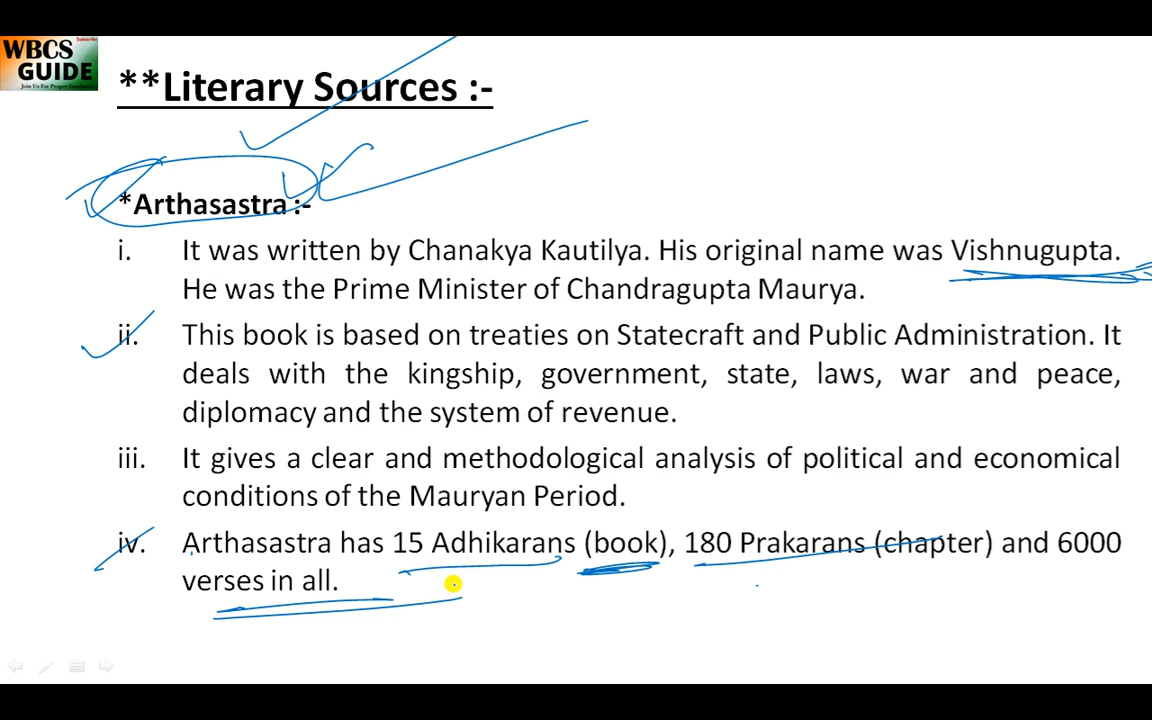 Subscribe
WBCS
GUIDE
**Literary Sources :-
*Arthasastra :-
i. It was written by Chanakya Kautilya. His original name was Vishnugupta.
He was the Prime Minister of Chandragupta Maurya.
ii. This book is based on treaties on Statecraft and Public Administration. It
deals with the kingship, government, state, laws, war and peace,
diplomacy and the system of revenue.
iii. It gives a clear and methodological analysis of political and economical
conditions of the Mauryan Period.
iv. Arthasastra has 15 Adhikarans (book), 180 Prakarans (chapter) and 6000
verses in all.